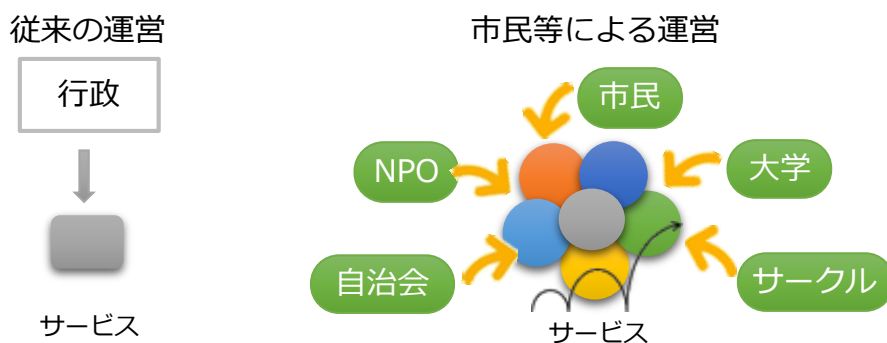 従来の運営
行政
サービス
市民等による運営
市民
NPO
大学
自治会
サークル
サービス